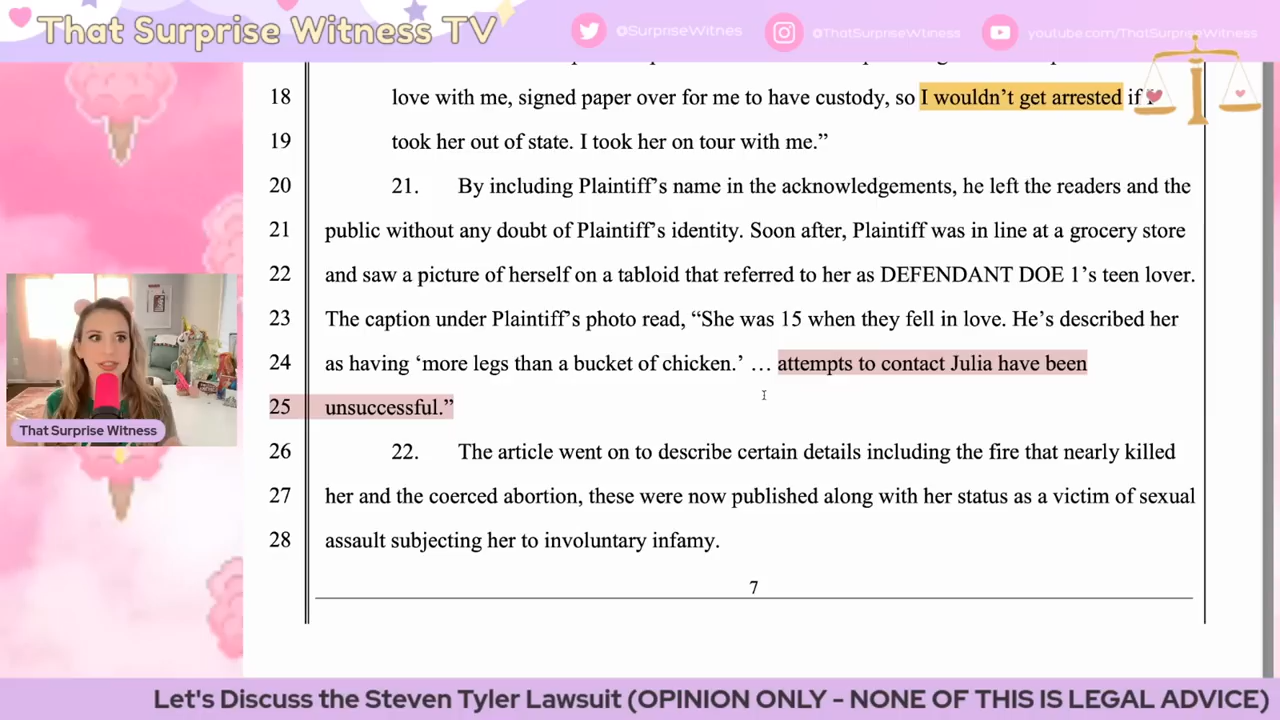 That Surprise Witness TV
@SurpriseWitnes
@ThatSurpriseWitness
youtube.com/ThatSurpriseWitness
18 love with me, signed paper over for me to have custody, so I wouldn’t get arrested if I
19 took her out of state. I took her on tour with me.”
20 21. By including Plaintiff’s name in the acknowledgements, he left the readers and the
21 public without any doubt of Plaintiff’s identity. Soon after, Plaintiff was in line at a grocery store
22 and saw a picture of herself on a tabloid that referred to her as DEFENDANT DOE 1’s teen lover.
23 The caption under Plaintiff’s photo read, “She was 15 when they fell in love. He’s described her
24 as having ‘more legs than a bucket of chicken.’ … attempts to contact Julia have been
25 unsuccessful.”
26 22. The article went on to describe certain details including the fire that nearly killed
27 her and the coerced abortion, these were now published along with her status as a victim of sexual
28 assault subjecting her to involuntary infamy.
7
That Surprise Witness
Let's Discuss the Steven Tyler Lawsuit (OPINION ONLY - NONE OF THIS IS LEGAL ADVICE)